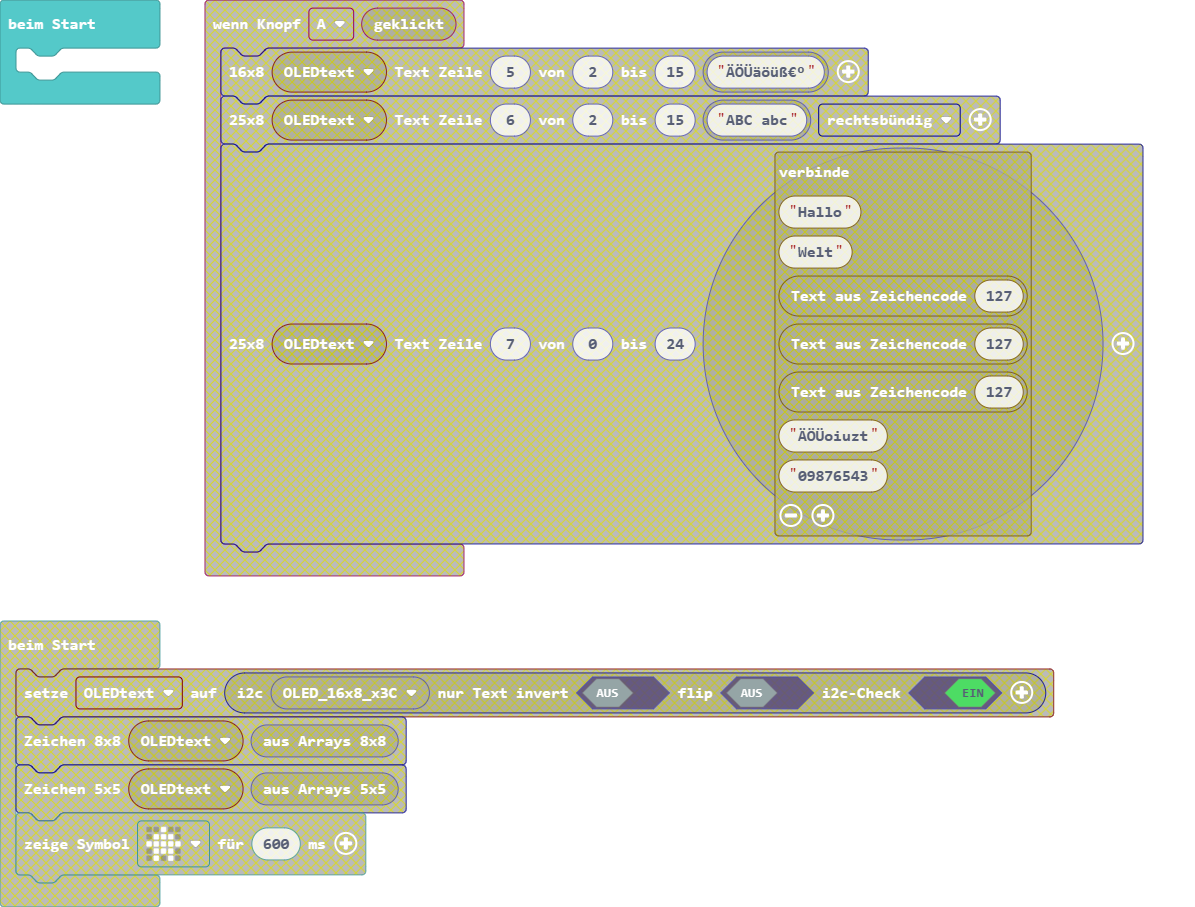 beim Start
wenn Knopf A geklickt
16x8 OLEDtext Text Zeile 5 von 2 bis 15 "ÄÖÜäöüß€º"
25x8 OLEDtext Text Zeile 6 von 2 bis 15 "ABC abc" rechtsbündig
verbinde
"Hallo"
"Welt"
Text aus Zeichencode 127
25x8 OLEDtext Text Zeile 7 von 0 bis 24
Text aus Zeichencode 127
Text aus Zeichencode 127
"ÄÖÜoiuzt"
"09876543"
beim Start
setze OLEDtext auf i2c OLED_16x8_x3C nur Text invert AUS flip AUS i2c-Check EIN
Zeichen 8x8 OLEDtext aus Arrays 8x8
Zeichen 5x5 OLEDtext aus Arrays 5x5
zeige Symbol für 600 ms